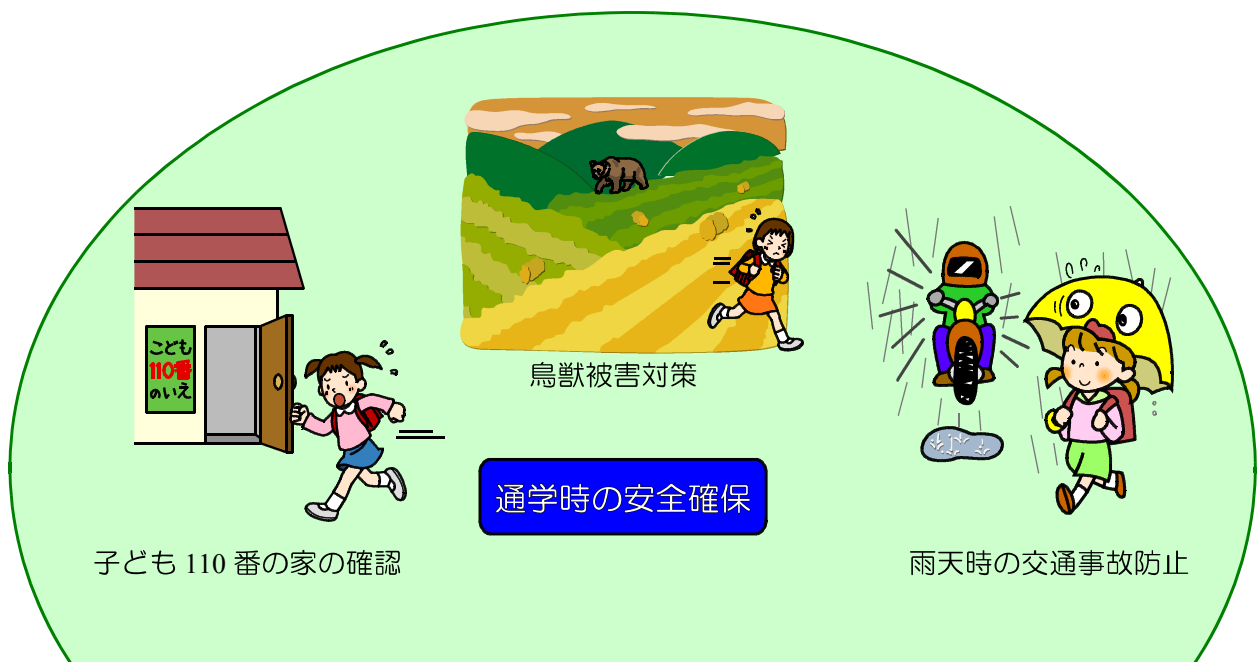 こども
110番
のいえ
鳥獣被害対策
通学時の安全確保
子ども 110 番の家の確認
雨天時の交通事故防止